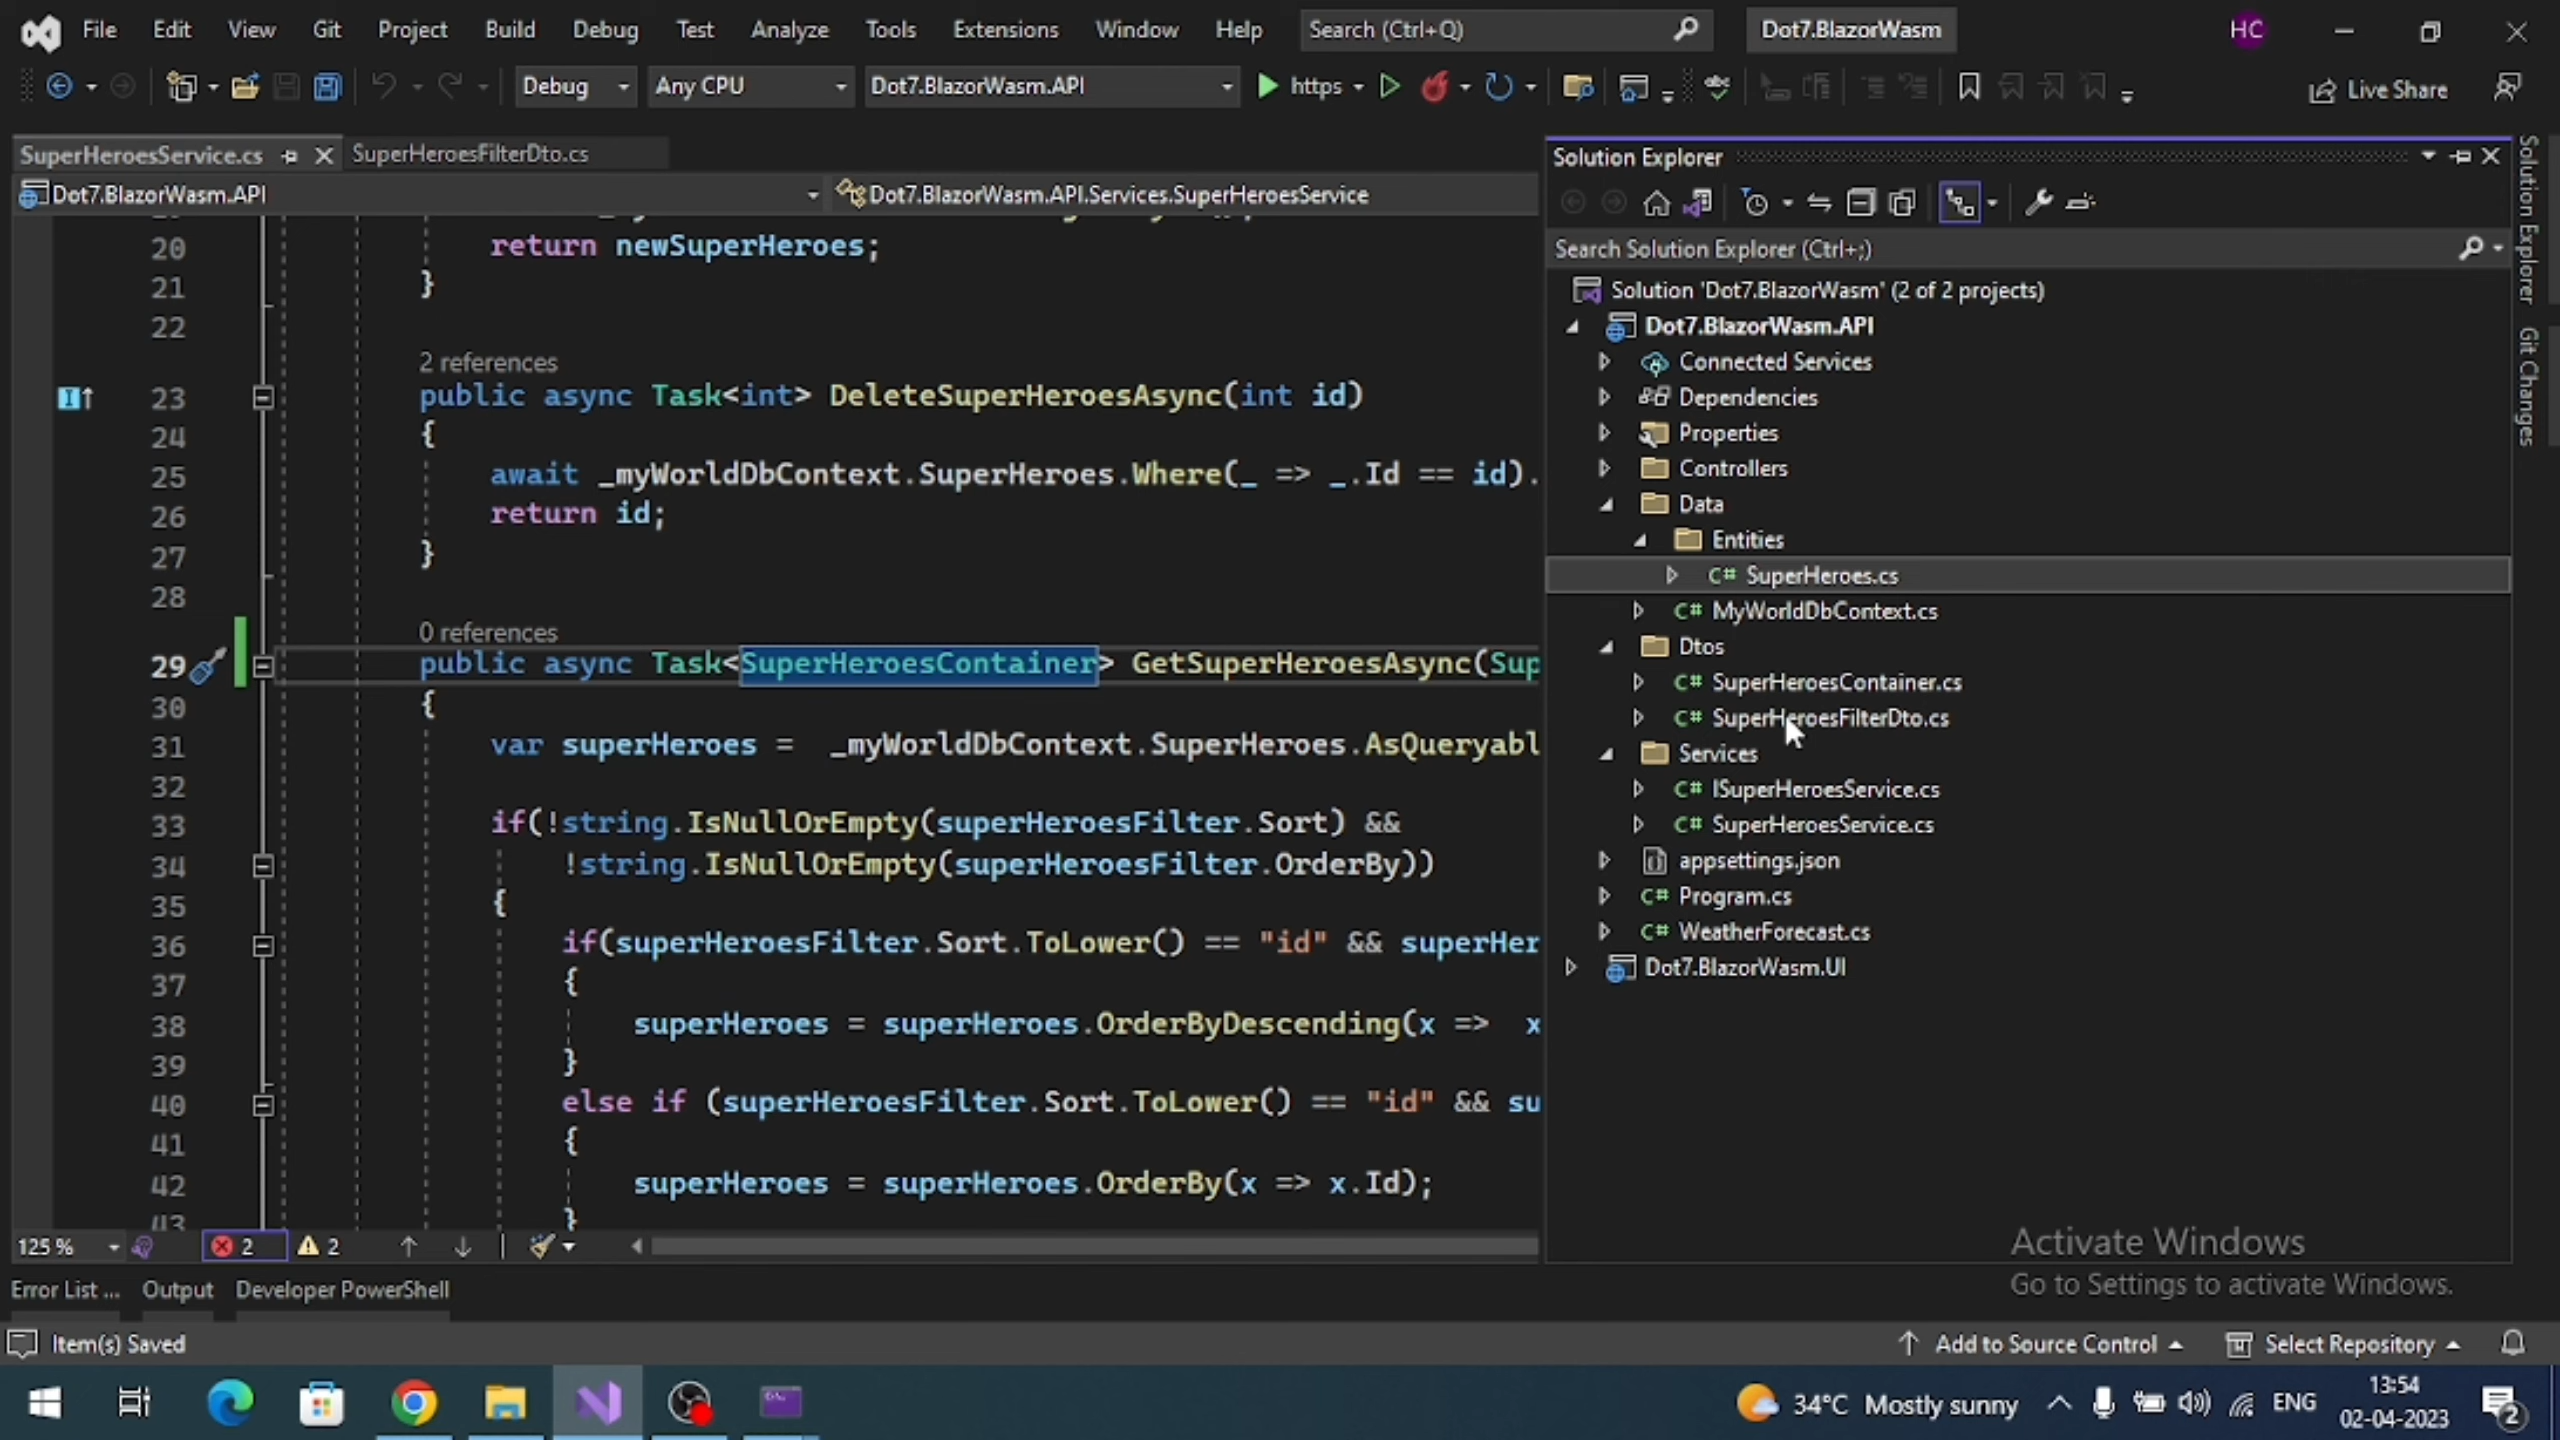 File Edit View Git Project Build Debug Test Analyze Tools Extensions Window Help Search (Ctrl+Q) Dot7.BlazorWasm HC
Debug Any CPU Dot7.BlazorWasm.API https Live Share
SuperHeroesService.cs SuperHeroesFilterDto.cs
Dot7.BlazorWasm.API Dot7.BlazorWasm.API.Services.SuperHeroesService
20 return newSuperHeroes;
21 }
22
2 references
23 public async Task<int> DeleteSuperHeroesAsync(int id)
24 {
25 await _myWorldDbContext.SuperHeroes.Where(_ => _.Id == id).
26 return id;
27 }
28
0 references
29 public async Task<SuperHeroesContainer> GetSuperHeroesAsync(Sup
30 {
31 var superHeroes = _myWorldDbContext.SuperHeroes.AsQueryabl
32
33 if(!string.IsNullOrEmpty(superHeroesFilter.Sort) &&
34 !string.IsNullOrEmpty(superHeroesFilter.OrderBy))
35 {
36 if(superHeroesFilter.Sort.ToLower() == "id" && superHer
37 {
38 superHeroes = superHeroes.OrderByDescending(x => x
39 }
40 else if (superHeroesFilter.Sort.ToLower() == "id" && su
41 {
42 superHeroes = superHeroes.OrderBy(x => x.Id);
43 }
125 % 2 2
Error List ... Output Developer PowerShell
Solution Explorer
Search Solution Explorer (Ctrl+;)
Solution 'Dot7.BlazorWasm' (2 of 2 projects)
Dot7.BlazorWasm.API
Connected Services
Dependencies
Properties
Controllers
Data
Entities
C# SuperHeroes.cs
C# MyWorldDbContext.cs
Dtos
C# SuperHeroesContainer.cs
C# SuperHeroesFilterDto.cs
Services
C# ISuperHeroesService.cs
C# SuperHeroesService.cs
appsettings.json
C# Program.cs
C# WeatherForecast.cs
Dot7.BlazorWasm.UI
Solution Explorer
Git Changes
Activate Windows
Go to Settings to activate Windows.
Item(s) Saved Add to Source Control Select Repository
34°C Mostly sunny ENG 13:54
02-04-2023 2